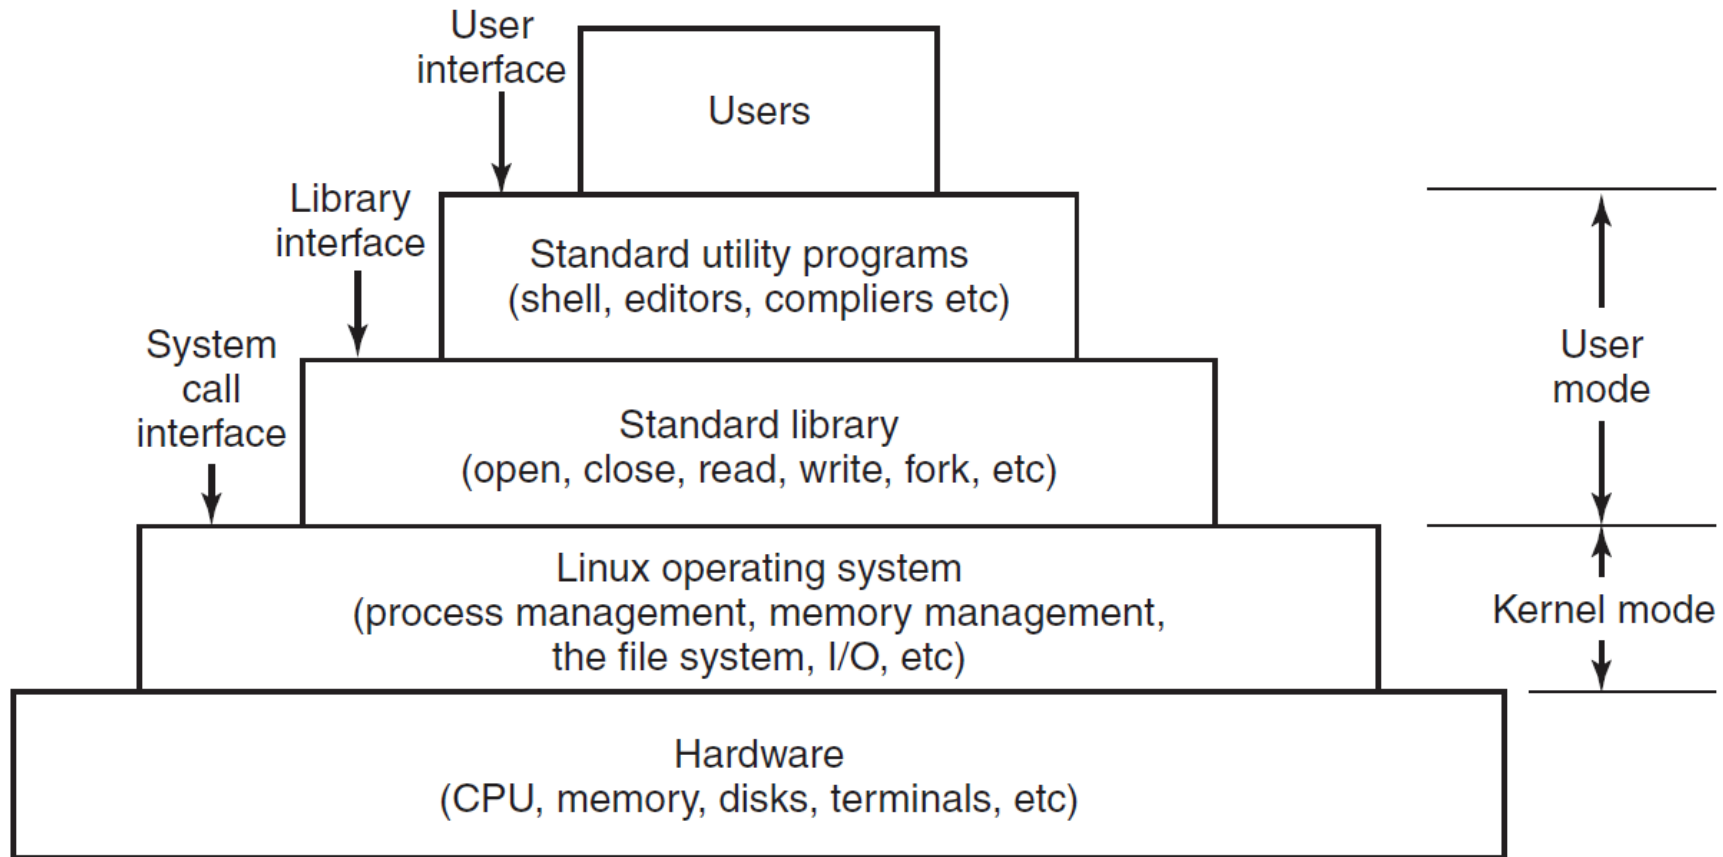 User
interface
Users
Library
interface
Standard utility programs
(shell, editors, compliers etc)
System
call
interface
User
mode
Standard library
(open, close, read, write, fork, etc)
Linux operating system
(process management, memory management,
the file system, I/O, etc)
Kernel mode
Hardware
(CPU, memory, disks, terminals, etc)